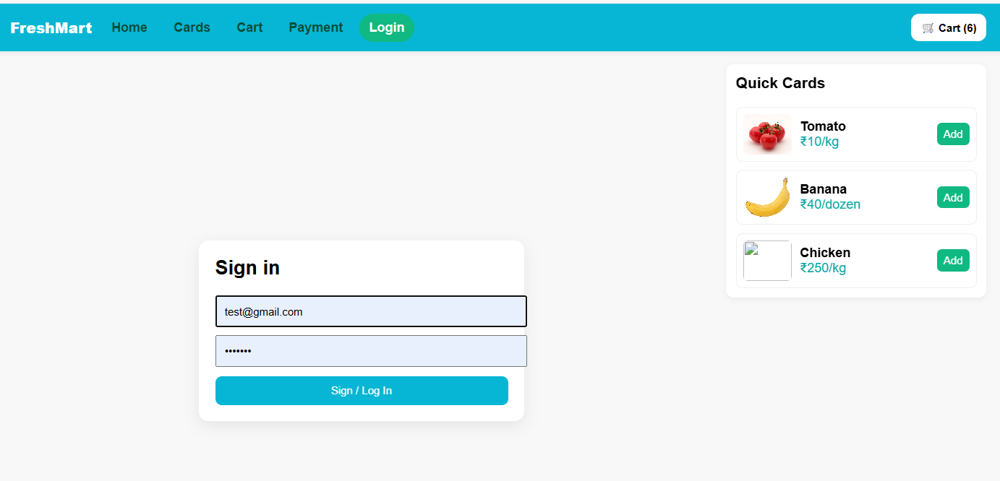 FreshMart Home Cards Cart Payment Login 🛒 Cart (6)
Quick Cards
Tomato
₹10/kg
Add
Banana
₹40/dozen
Add
Chicken
₹250/kg
Add
Sign in
test@gmail.com
•••••••
Sign / Log In